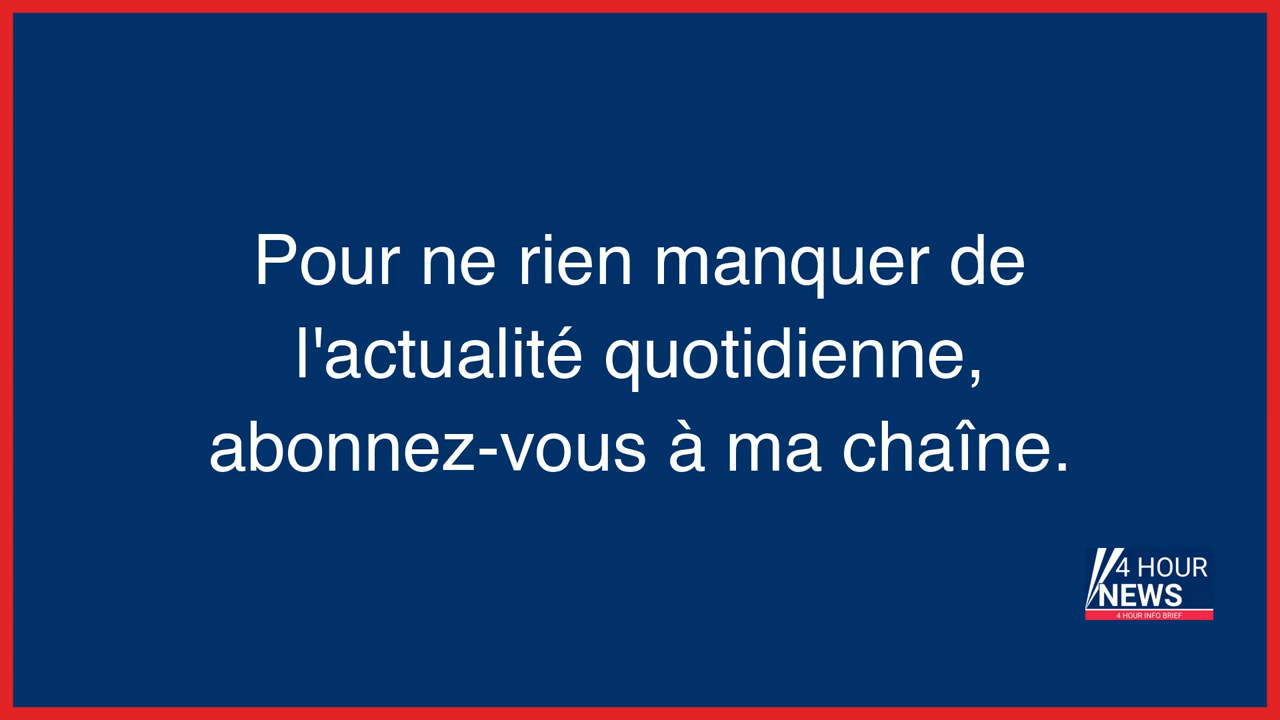 Pour ne rien manquer de
l'actualité quotidienne,
abonnez-vous à ma chaîne.
4 HOUR
NEWS
4 HOUR INFO BRIEF